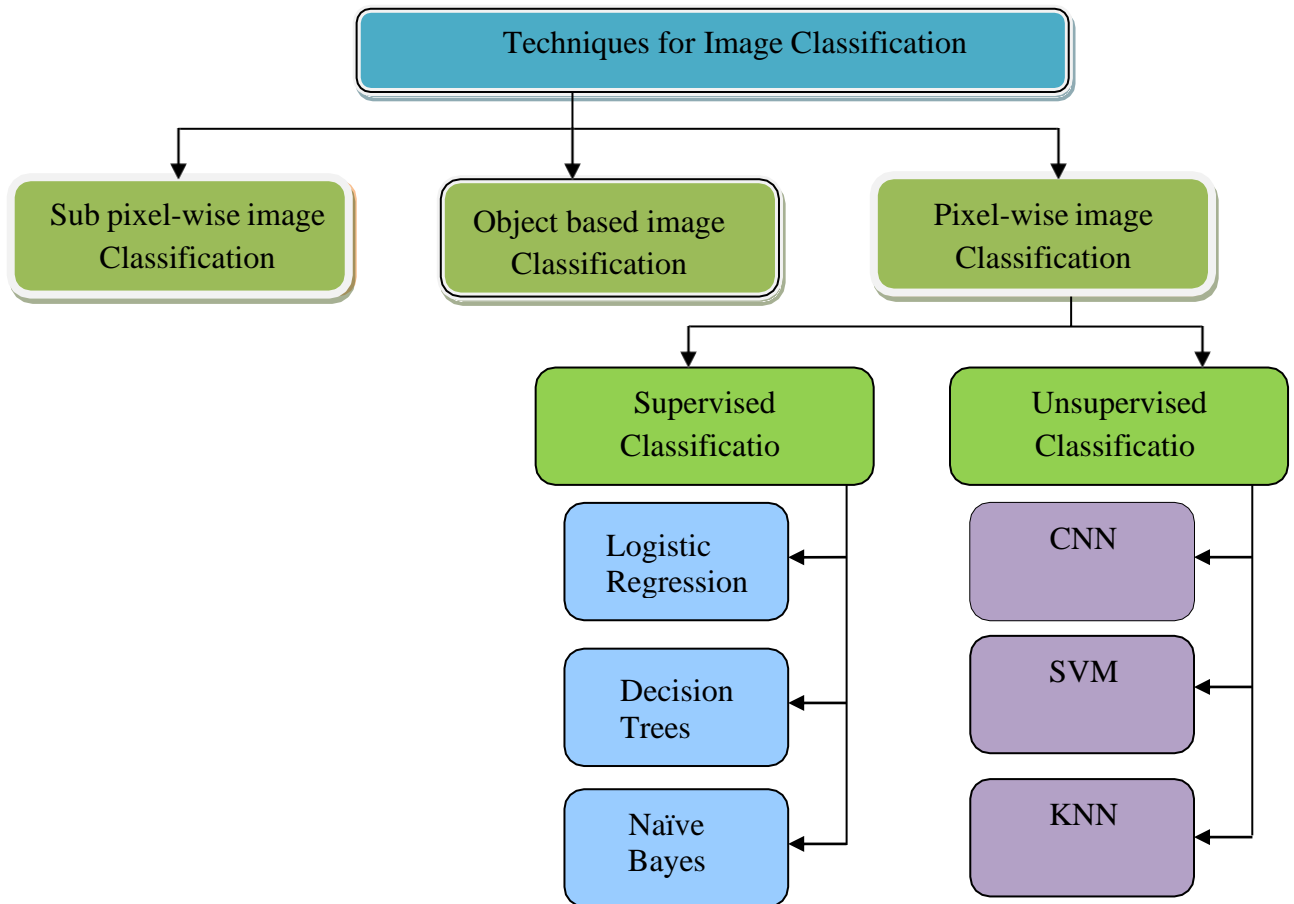 Techniques for Image Classification
Sub pixel-wise image
Classification
Object based image
Classification
Pixel-wise image
Classification
Supervised
Classificatio
Unsupervised
Classificatio
Logistic
Regression
CNN
Decision
Trees
SVM
Naïve
Bayes
KNN